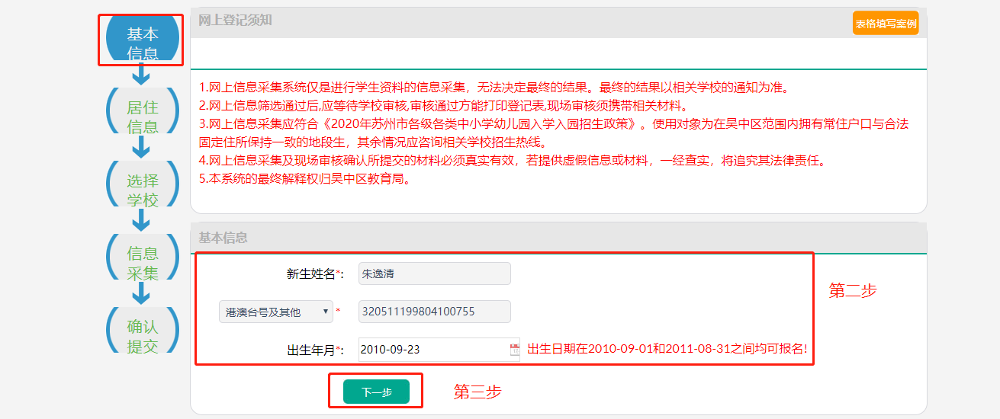 基本
信息
居住
信息
选择
学校
信息
采集
确认
提交
网上登记须知
表格填写案例
1.网上信息采集系统仅是进行学生资料的信息采集，无法决定最终的结果。最终的结果以相关学校的通知为准。
2.网上信息筛选通过后,应等待学校审核,审核通过方能打印登记表,现场审核须携带相关材料。
3.网上信息采集应符合《2020年苏州市各级各类中小学幼儿园入学入园招生政策》。使用对象为在吴中区范围内拥有常住户口与合法
固定住所保持一致的地段生，其余情况应咨询相关学校招生热线。
4.网上信息采集及现场审核确认所提交的材料必须真实有效，若提供虚假信息或材料，一经查实，将追究其法律责任。
5.本系统的最终解释权归吴中区教育局。
基本信息
新生姓名*: 朱逸清
港澳台号及其他 * 320511199804100755
出生年月*: 2010-09-23 出生日期在2010-09-01和2011-08-31之间均可报名!
第二步
下一步
第三步